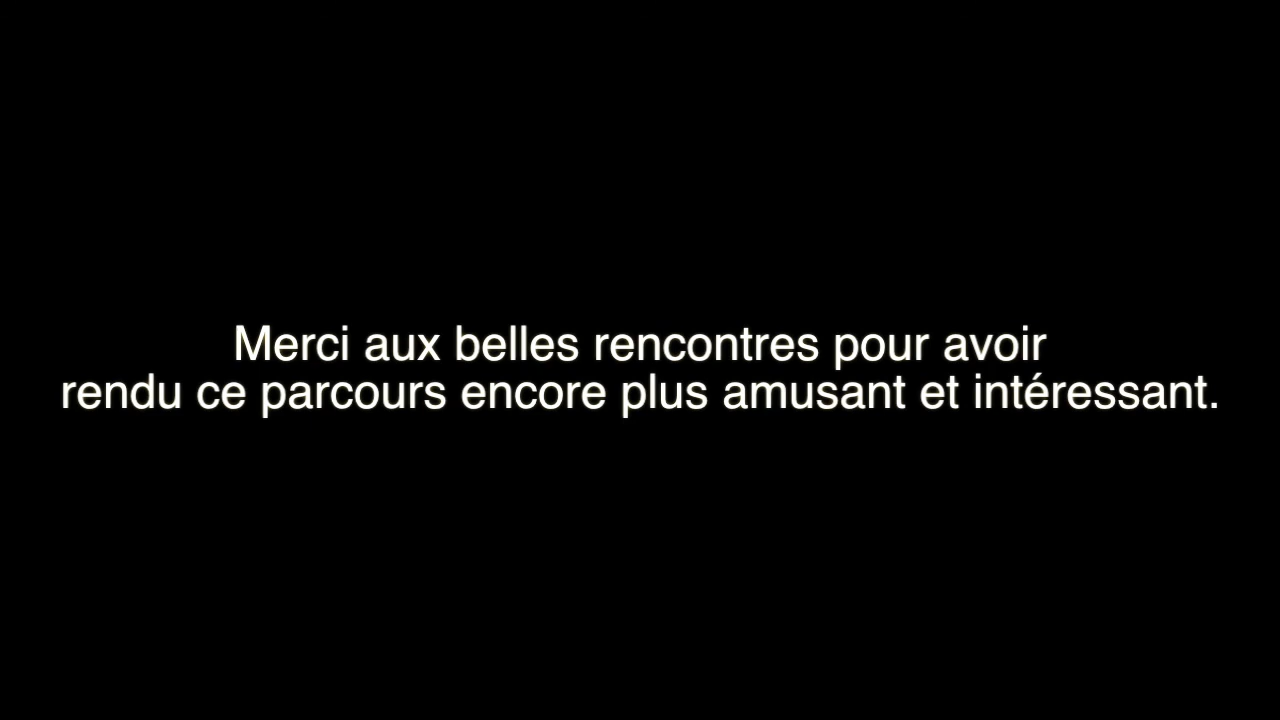 Merci aux belles rencontres pour avoir
rendu ce parcours encore plus amusant et intéressant.